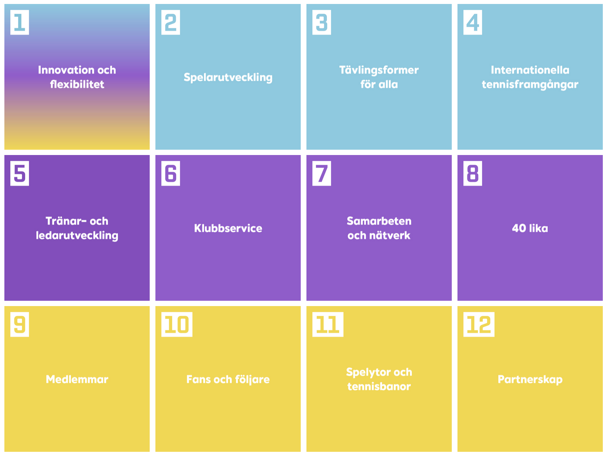 1
Innovation och
flexibilitet
2
Spelarutveckling
3
Tävlingsformer
för alla
4
Internationella
tennisframgångar
5
Tränar- och
ledarutveckling
6
Klubbservice
7
Samarbeten
och nätverk
8
40 lika
9
Medlemmar
10
Fans och följare
11
Spelytor och
tennisbanor
12
Partnerskap